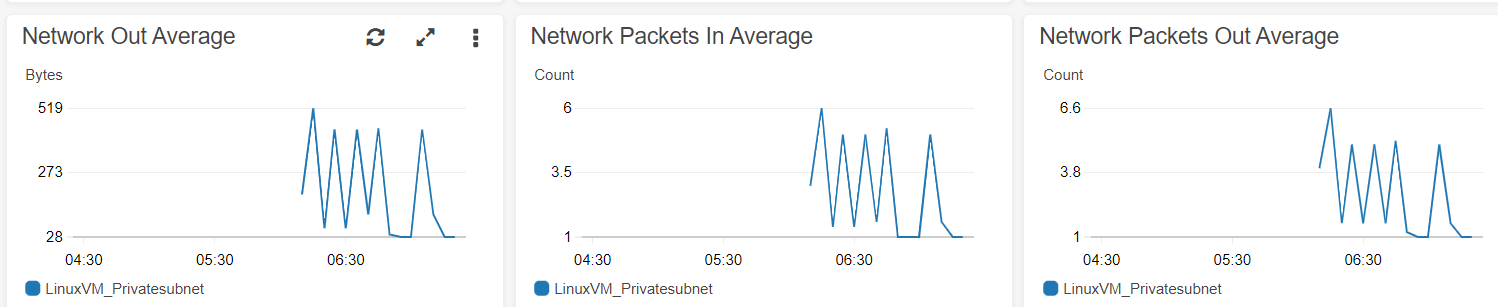 Network Out Average
Bytes
519
273
28
04:30 05:30 06:30
LinuxVM_Privatesubnet
Network Packets In Average
Count
6
3.5
1
04:30 05:30 06:30
LinuxVM_Privatesubnet
Network Packets Out Average
Count
6.6
3.8
1
04:30 05:30 06:30
LinuxVM_Privatesubnet